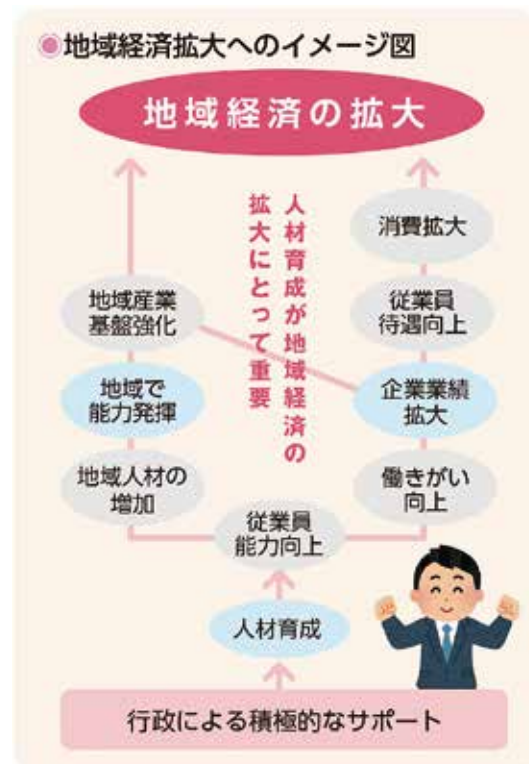 ◉地域経済拡大へのイメージ図
地域経済の拡大
人材育成が地域経済の
拡大にとって重要
消費拡大
従業員
待遇向上
企業業績
拡大
働きがい
向上
地域産業
基盤強化
地域で
能力発揮
地域人材の
増加
従業員
能力向上
人材育成
行政による積極的なサポート